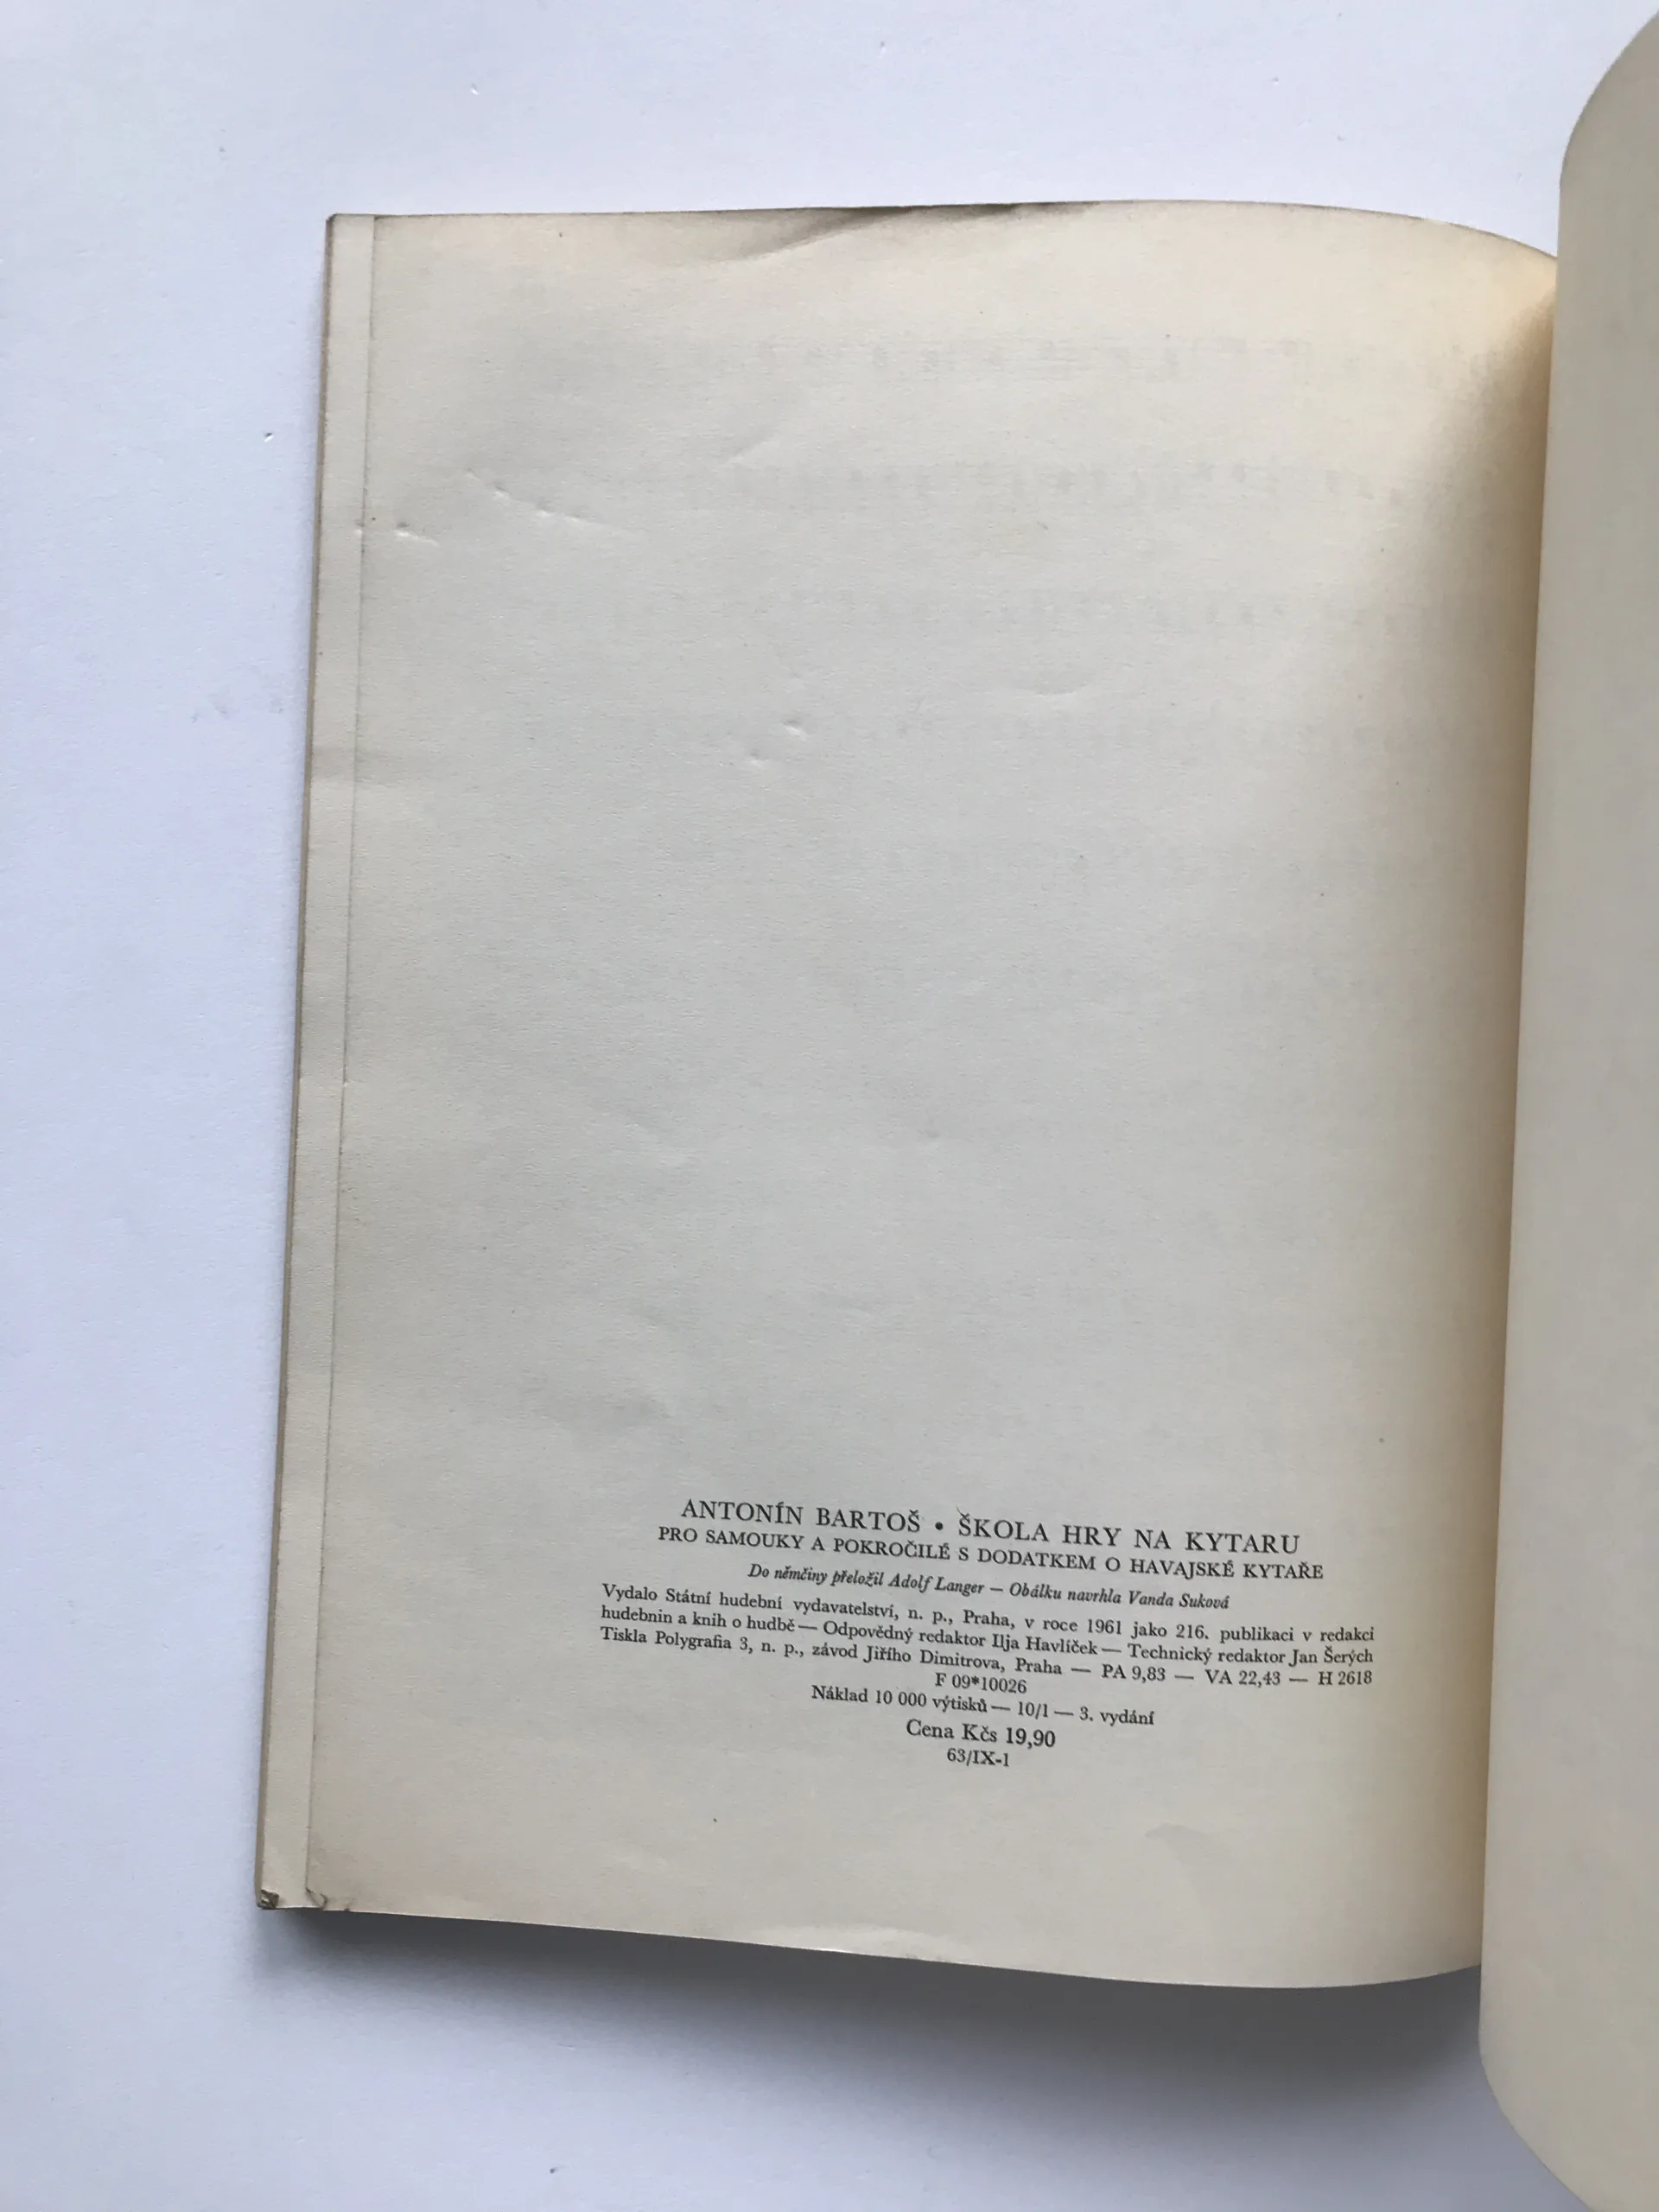 ANTONÍN BARTOŠ • ŠKOLA HRY NA KYTARU
PRO SAMOUKY A POKROČILÉ S DODATKEM O HAVAJSKÉ KYTAŘE
Do němčiny přeložil Adolf Langer — Obálku navrhla Vanda Suková
Vydalo Státní hudební vydavatelství, n. p., Praha, v roce 1961 jako 216. publikaci v redakci
hudebnin a knih o hudbě — Odpovědný redaktor Ilja Havlíček — Technický redaktor Jan Šerých
Tiskla Polygrafia 3, n. p., závod Jiřího Dimitrova, Praha — PA 9,83 — VA 22,43 — H 2618
F 09*10026
Náklad 10 000 výtisků — 10/1 — 3. vydání
Cena Kčs 19,90
63/IX-1